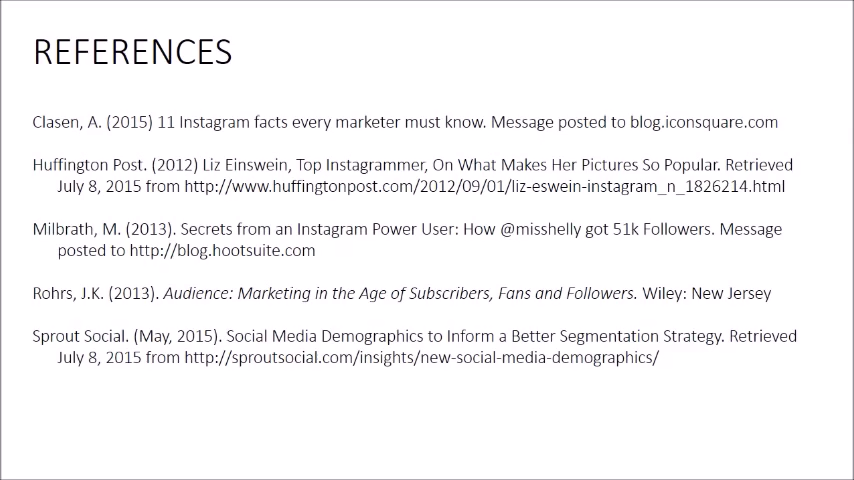 REFERENCES
Clasen, A. (2015) 11 Instagram facts every marketer must know. Message posted to blog.iconsquare.com
Huffington Post. (2012) Liz Einswein, Top Instagrammer, On What Makes Her Pictures So Popular. Retrieved
July 8, 2015 from http://www.huffingtonpost.com/2012/09/01/liz-eswein-instagram_n_1826214.html
Milbrath, M. (2013). Secrets from an Instagram Power User: How @misshelly got 51k Followers. Message
posted to http://blog.hootsuite.com
Rohrs, J.K. (2013). Audience: Marketing in the Age of Subscribers, Fans and Followers. Wiley: New Jersey
Sprout Social. (May, 2015). Social Media Demographics to Inform a Better Segmentation Strategy. Retrieved
July 8, 2015 from http://sproutsocial.com/insights/new-social-media-demographics/